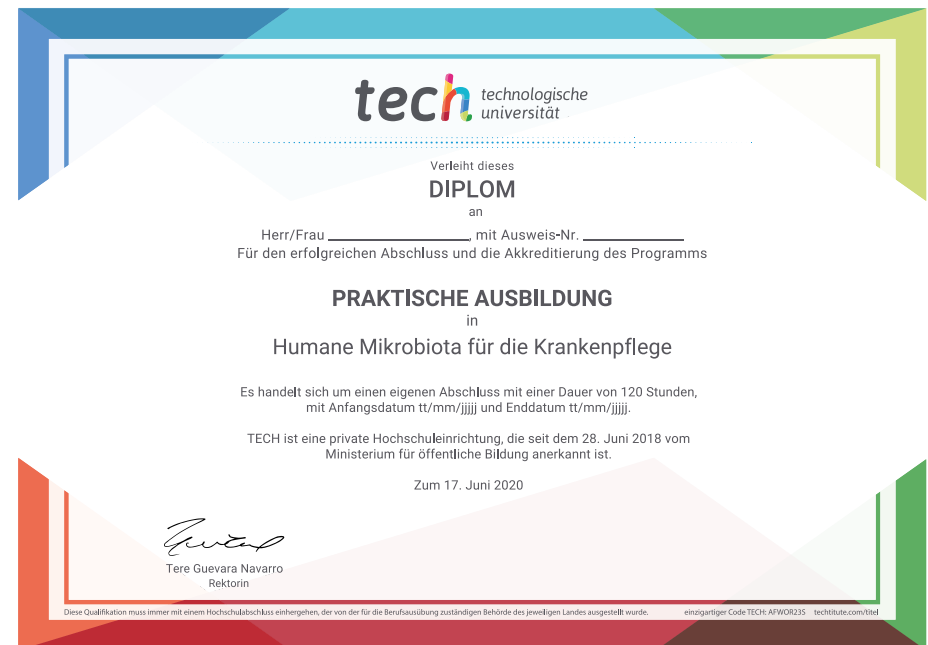 tech technologische
universität
Verleiht dieses
DIPLOM
an
Herr/Frau ____________________, mit Ausweis-Nr. ______________
Für den erfolgreichen Abschluss und die Akkreditierung des Programms
PRAKTISCHE AUSBILDUNG
in
Humane Mikrobiota für die Krankenpflege
Es handelt sich um einen eigenen Abschluss mit einer Dauer von 120 Stunden,
mit Anfangsdatum tt/mm/jjjjj und Enddatum tt/mm/jjjjj.
TECH ist eine private Hochschuleinrichtung, die seit dem 28. Juni 2018 vom
Ministerium für öffentliche Bildung anerkannt ist.
Zum 17. Juni 2020
Tere Guevara Navarro
Rektorin
Diese Qualifikation muss immer mit einem Hochschulabschluss einhergehen, der von der für die Berufsausübung zuständigen Behörde des jeweiligen Landes ausgestellt wurde. einzigartiger Code TECH: AFWOR23S techtitute.com/titel